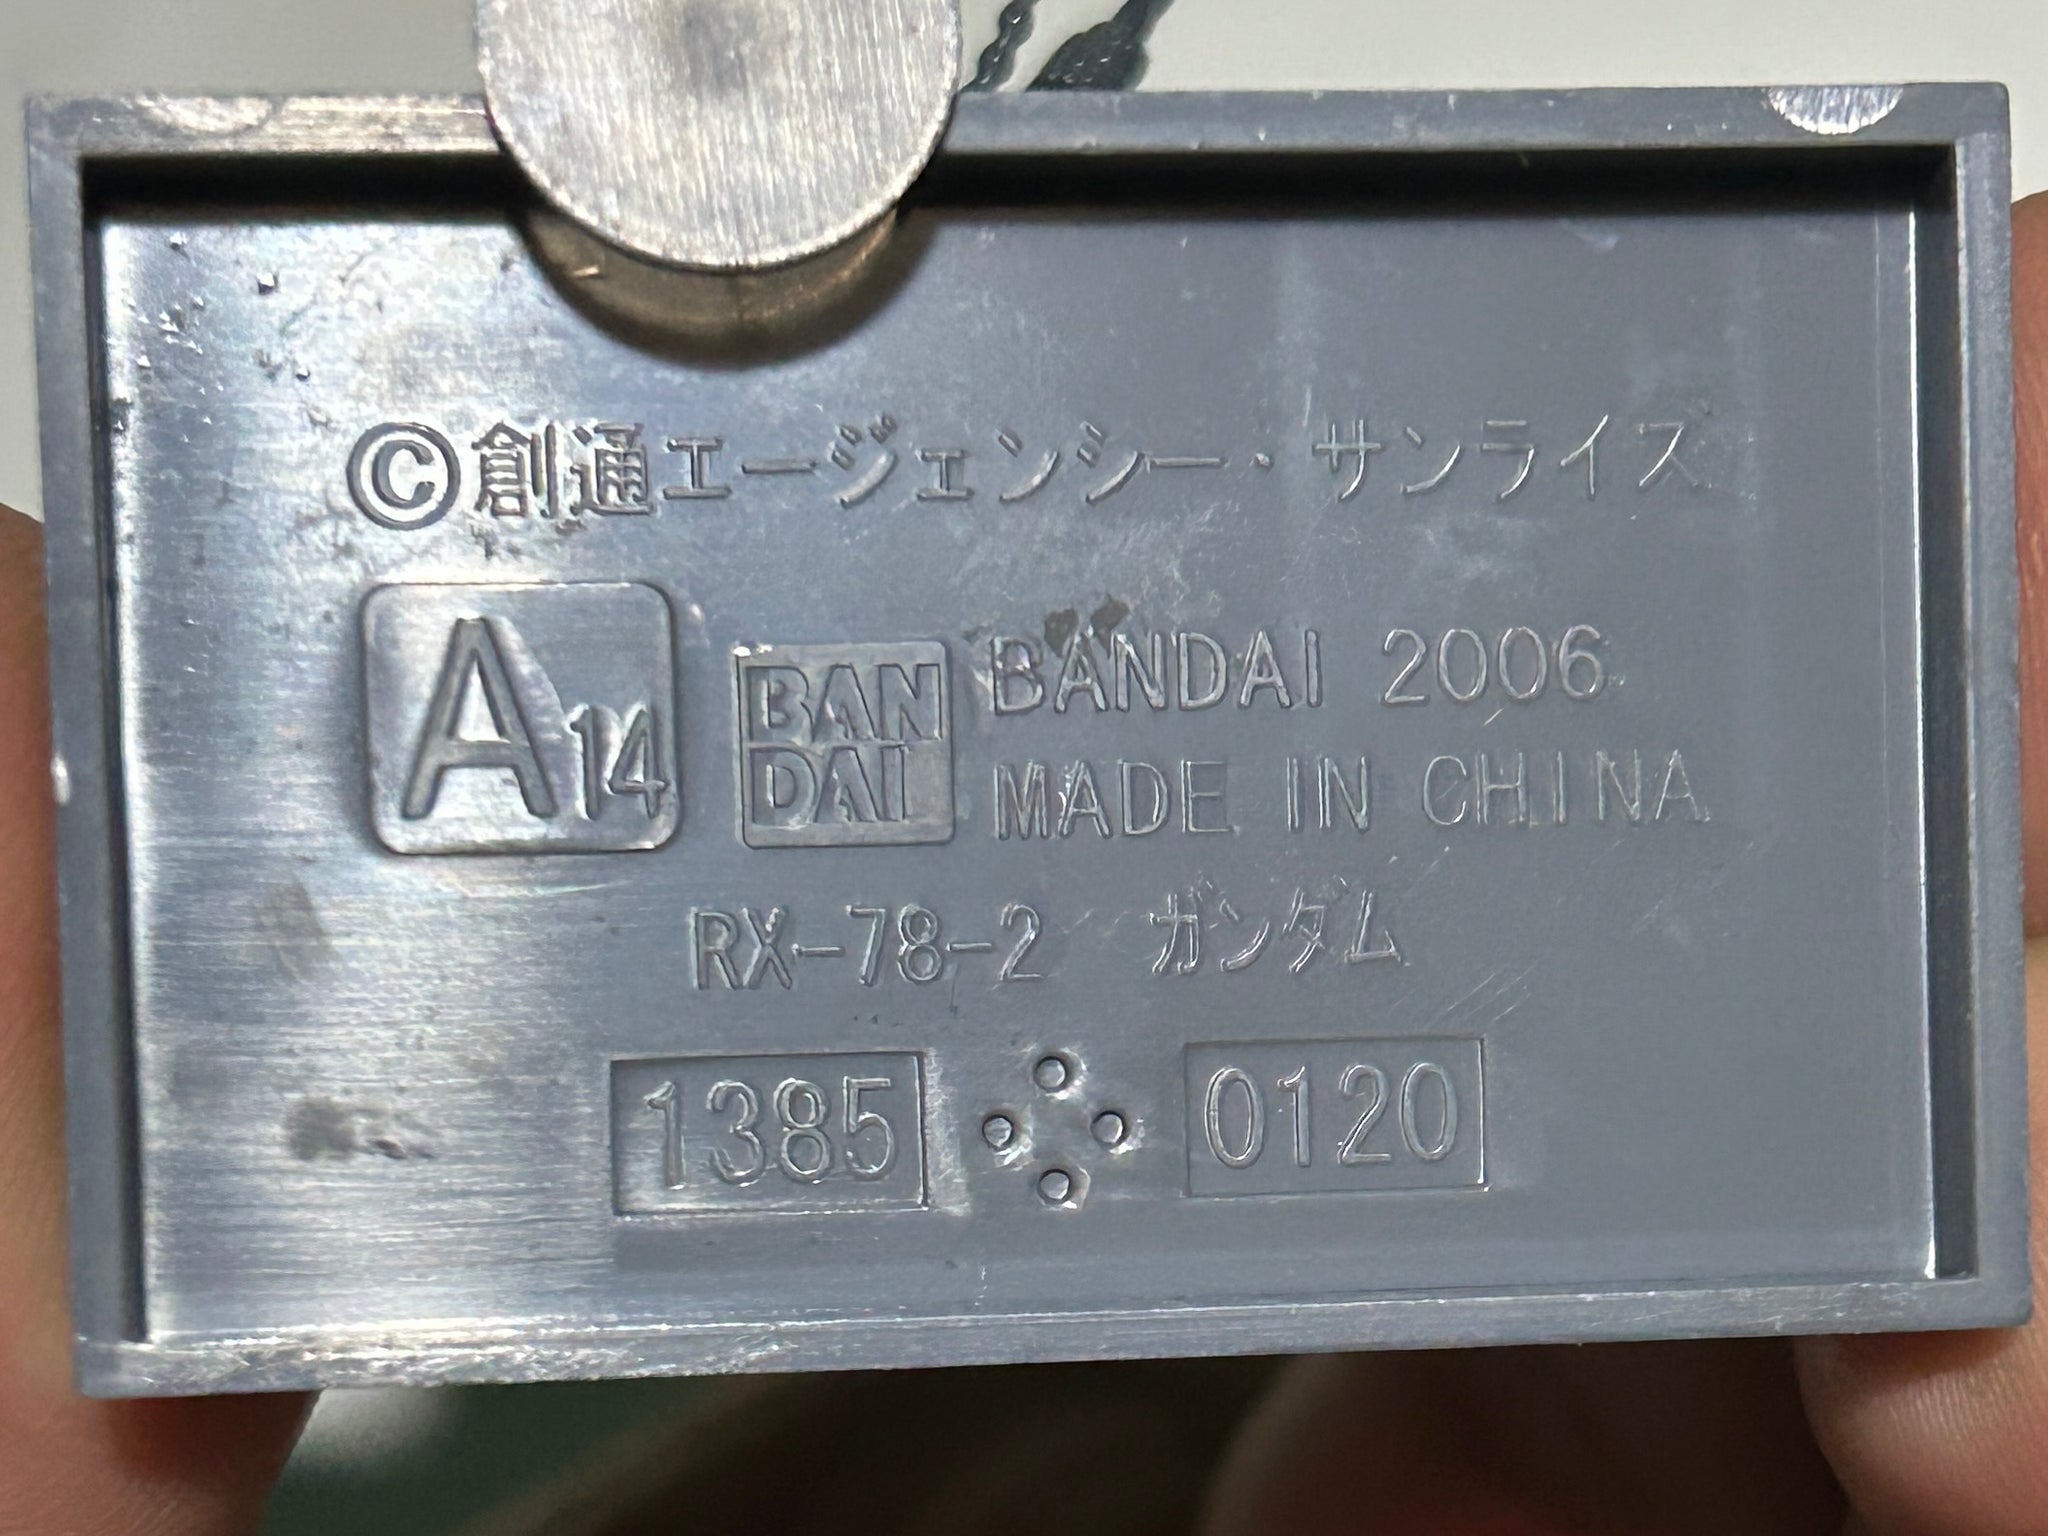 ©創通エージェンシー・サンライズ
A14
BAN
DAI
BANDAI 2006
MADE IN CHINA
RX-78-2 ガンダム
1385
0120